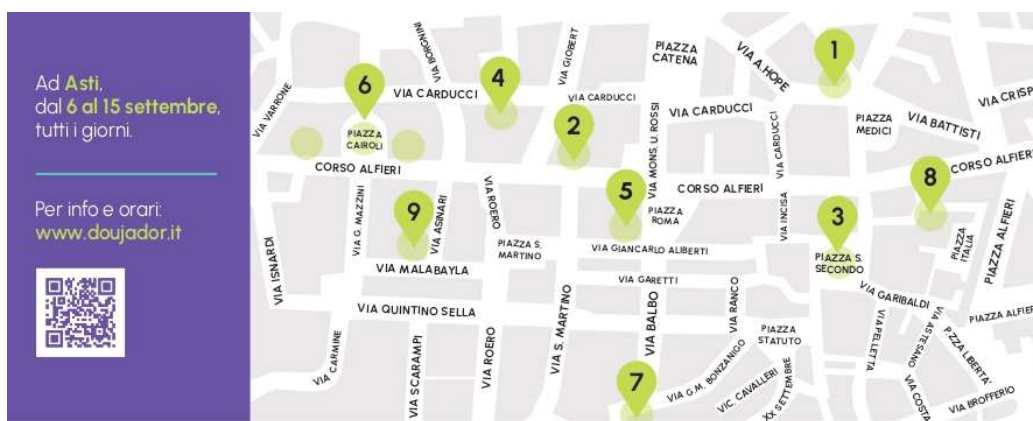 Ad Asti,
dal 6 al 15 settembre,
tutti i giorni.
Per info e orari:
www.doujador.it
VIA VARRONE
VIA BORGNINI
VIA GIOBERT
PIAZZA
CATENA
VIA A. HOPE
1
6
4
VIA CARDUCCI
VIA CARDUCCI
VIA CARDUCCI
VIA CARDUCCI
2
VIA MONS. U. ROSSI
PIAZZA
MEDICI
VIA BATTISTI
VIA CRISP
PIAZZA
CAIROLI
CORSO ALFIERI
CORSO ALFIERI
CORSO ALFIERI
VIA G. MAZZINI
9
VIA ASINARI
VIA ROERO
5
PIAZZA
ROMA
VIA INCISA
3
8
PIAZZA S.
MARTINO
VIA GIANCARLO ALIBERTI
PIAZZA S.
SECONDO
PIAZZA
ITALIA
PIAZZA ALFIERI
VIA ISNARDI
VIA MALABAYLA
VIA GARETTI
VIA GARIBALDI
VIA QUINTINO SELLA
VIA S. MARTINO
VIA BALBO
VIA RANCO
PIAZZA
STATUTO
VIA PELLETTA
VIA ASTESANO
P.ZZA LIBERTA'
PIAZZA ALFIE
VIA CARMINE
VIA SCARAMPI
VIA ROERO
7
VIA G.M. BONZANIGO
VIC. CAVALLERI
XX SETTEMBRE
VIA COSTA
VIA BROFFERIO